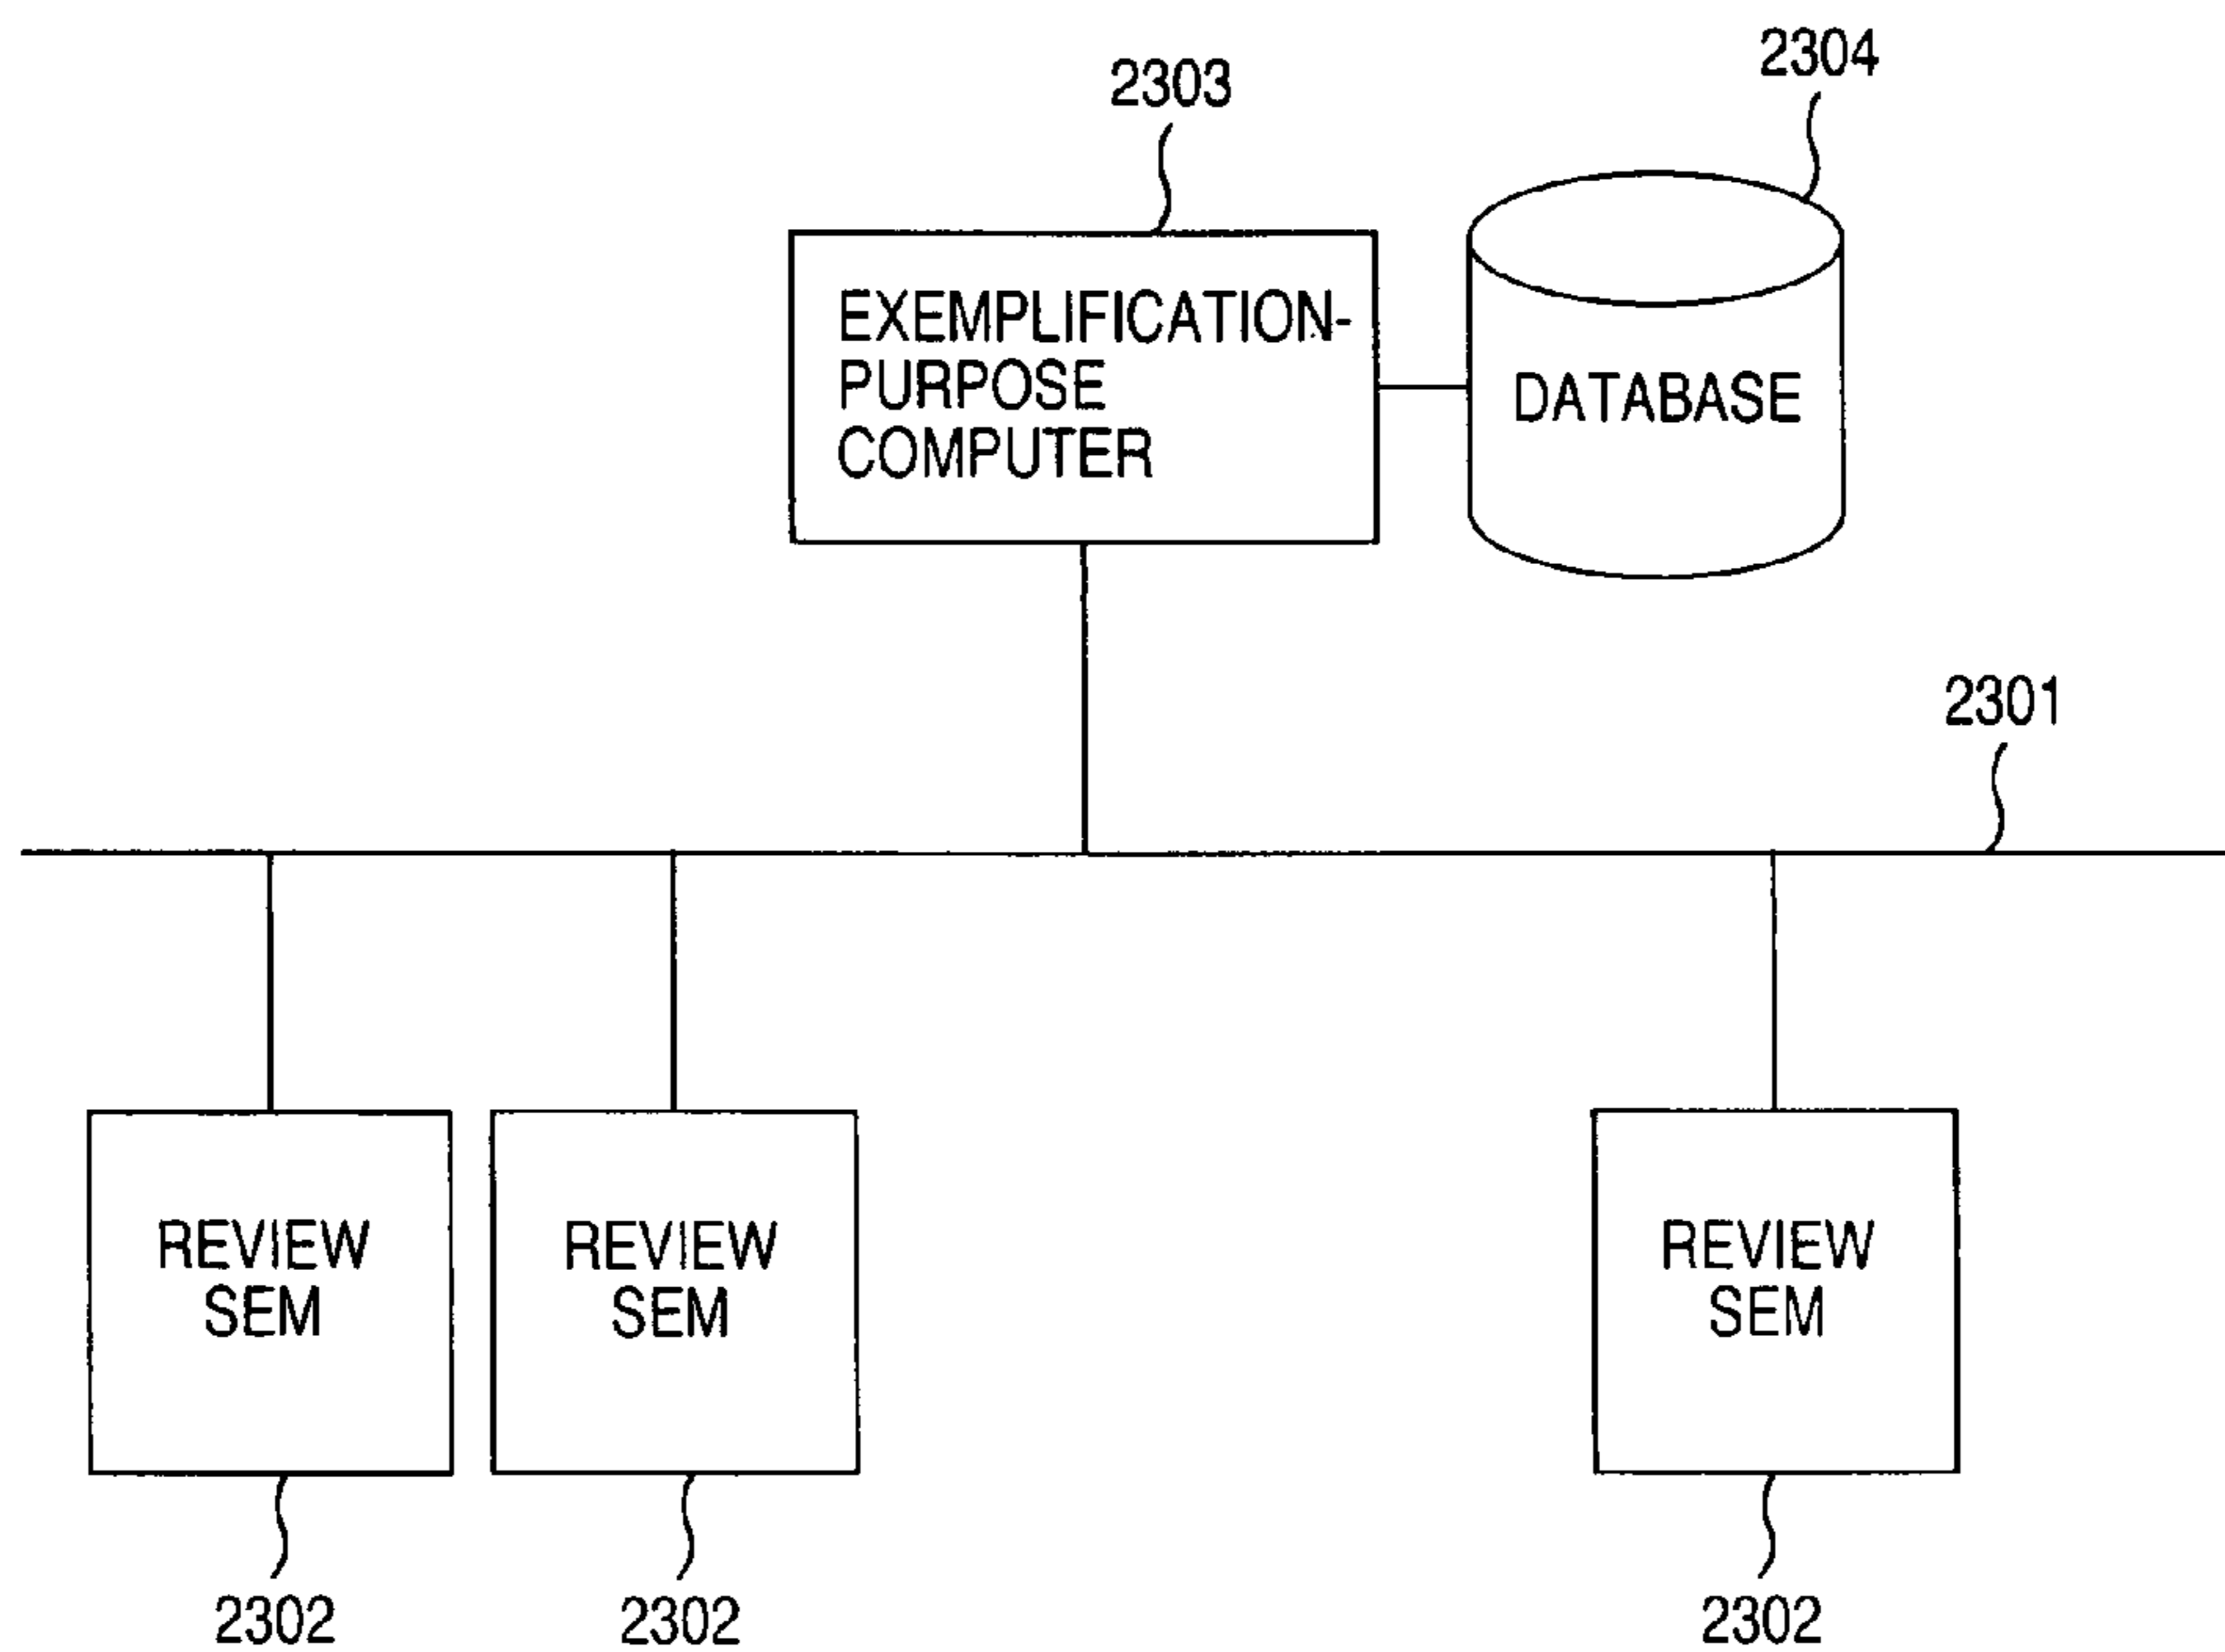 2304
2303
EXEMPLIFICATION-
PURPOSE
COMPUTER
DATABASE
2301
REVIEW
SEM
REVIEW
SEM
REVIEW
SEM
2302
2302
2302